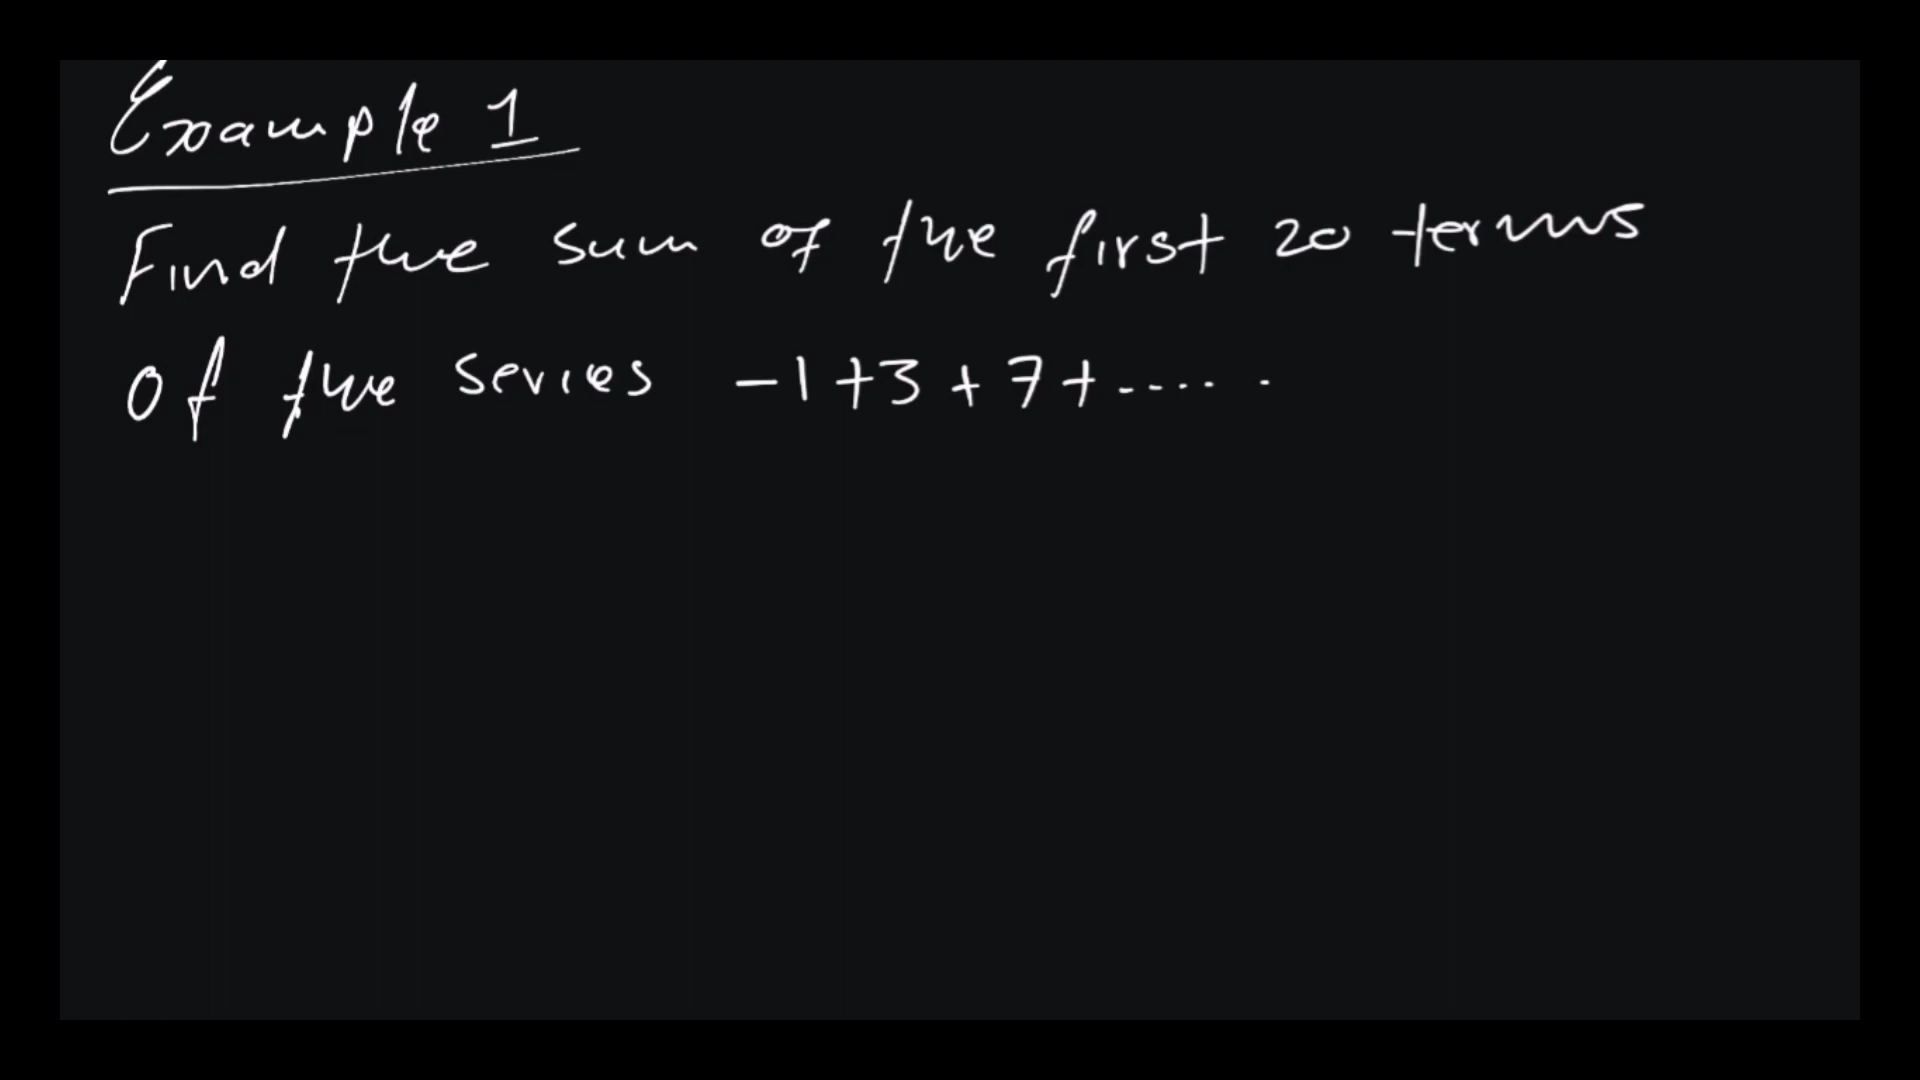 Example 1
Find the sum of the first 20 terms
Of the series -1+3+7+..... .